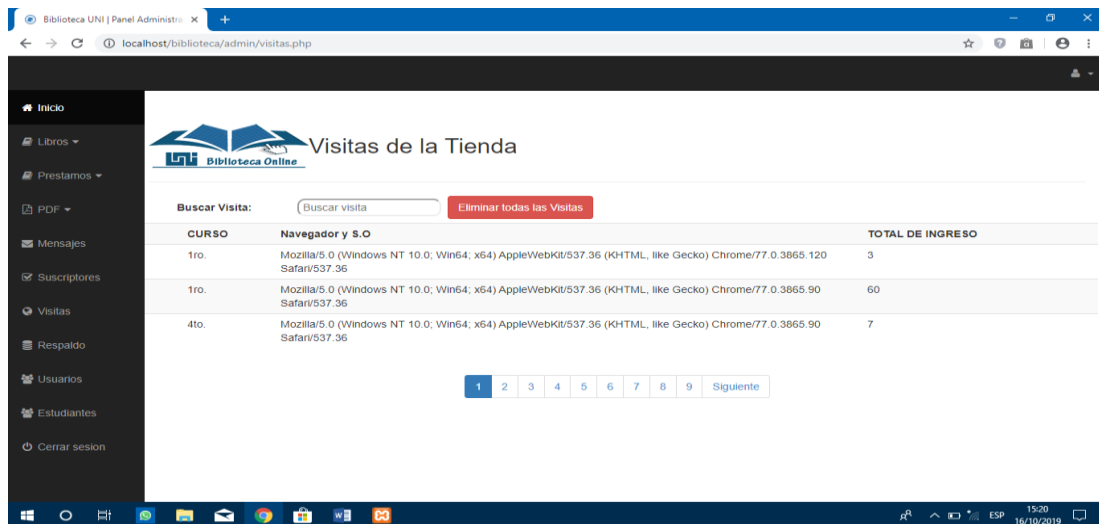 Biblioteca UNI | Panel Administra
localhost/biblioteca/admin/visitas.php
Inicio
Libros
Prestamos
PDF
Mensajes
Suscriptores
Visitas
Respaldo
Usuarios
Estudiantes
Cerrar sesion
Uni Biblioteca Online
Visitas de la Tienda
Buscar Visita: Buscar visita Eliminar todas las Visitas
CURSO Navegador y S.O TOTAL DE INGRESO
1ro. Mozilla/5.0 (Windows NT 10.0; Win64; x64) AppleWebKit/537.36 (KHTML, like Gecko) Chrome/77.0.3865.120 3
Safari/537.36
1ro. Mozilla/5.0 (Windows NT 10.0; Win64; x64) AppleWebKit/537.36 (KHTML, like Gecko) Chrome/77.0.3865.90 60
Safari/537.36
4to. Mozilla/5.0 (Windows NT 10.0; Win64; x64) AppleWebKit/537.36 (KHTML, like Gecko) Chrome/77.0.3865.90 7
Safari/537.36
1 2 3 4 5 6 7 8 9 Siguiente
ESP 15:20
16/10/2019